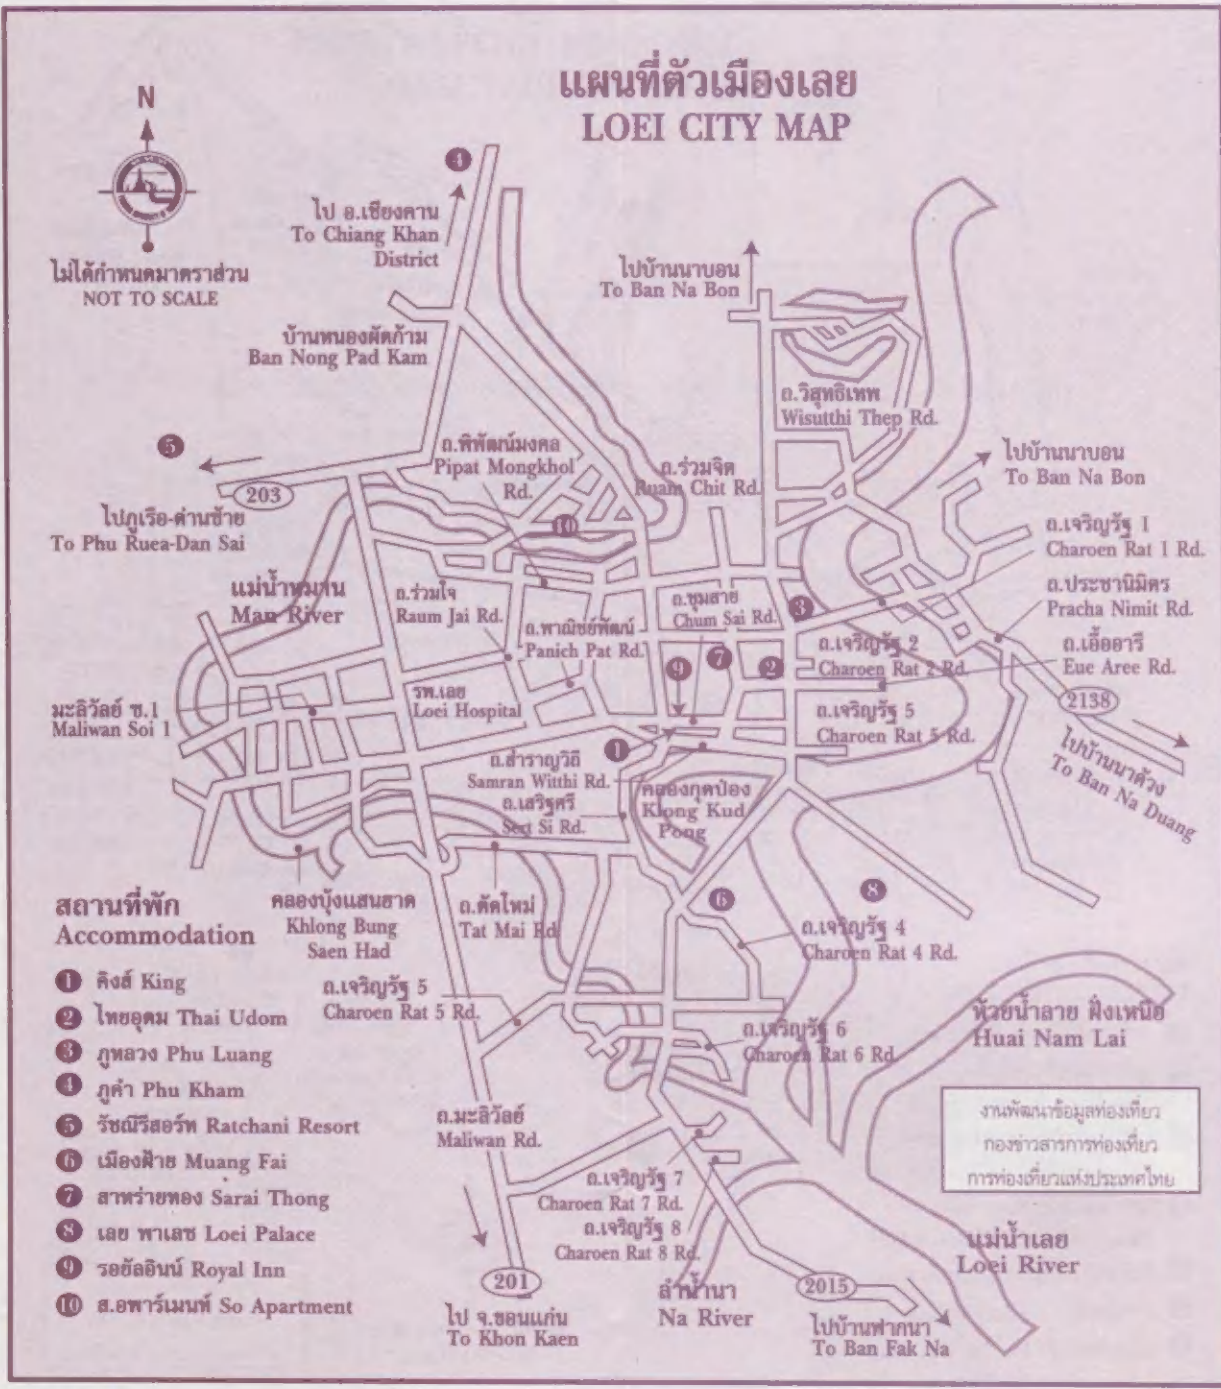 แผนที่ตัวเมืองเลย
LOEI CITY MAP
N
ไม่ได้กำหนดมาตราส่วน
NOT TO SCALE
4
ไป อ.เชียงคาน
To Chiang Khan
District
ไปบ้านนาบอน
To Ban Na Bon
บ้านหนองผัดก้าม
Ban Nong Pad Kam
ถ.วิสุทธิเทพ
Wisutthi Thep Rd.
5
203
ไปภูเรือ-ด่านซ้าย
To Phu Ruea-Dan Sai
ถ.พิพัฒน์มงคล
Pipat Mongkhol
Rd.
ถ.ร่วมจิต
Ruam Chit Rd.
ไปบ้านนาบอน
To Ban Na Bon
10
ถ.เจริญรัฐ 1
Charoen Rat 1 Rd.
แม่น้ำหมาน
Man River
ถ.ร่วมใจ
Raum Jai Rd.
ถ.ชุมสาย
Chum Sai Rd.
3
ถ.ประชานิมิตร
Pracha Nimit Rd.
ถ.พาณิชย์พัฒน์
Panich Pat Rd.
9
7
2
ถ.เจริญรัฐ 2
Charoen Rat 2 Rd.
ถ.เอื้ออารี
Eue Aree Rd.
มะลิวัลย์ ซ.1
Maliwan Soi 1
รพ.เลย
Loei Hospital
ถ.เจริญรัฐ 5
Charoen Rat 5 Rd.
2138
ไปบ้านนาด้วง
To Ban Na Duang
1
ถ.สำราญวิถี
Samran Witthi Rd.
ถ.เสริฐศรี
Sert Si Rd.
คลองกุดป่อง
Klong Kud
Pong
คลองบุ้งแสนฮาด
Khlong Bung
Saen Had
ถ.ตัดใหม่
Tat Mai Rd
6
8
ถ.เจริญรัฐ 4
Charoen Rat 4 Rd.
ถ.เจริญรัฐ 5
Charoen Rat 5 Rd.
ถ.เจริญรัฐ 6
Charoen Rat 6 Rd.
ห้วยน้ำลาย ฝั่งเหนือ
Huai Nam Lai
ถ.มะลิวัลย์
Maliwan Rd.
ถ.เจริญรัฐ 7
Charoen Rat 7 Rd.
ถ.เจริญรัฐ 8
Charoen Rat 8 Rd.
201
ไป จ.ขอนแก่น
To Khon Kaen
ลำน้ำนา
Na River
2015
ไปบ้านฟากนา
To Ban Fak Na
แม่น้ำเลย
Loei River
สถานที่พัก
Accommodation
1 คิงส์ King
2 ไทยอุดม Thai Udom
3 ภูหลวง Phu Luang
4 ภูคำ Phu Kham
5 รัชณีรีสอร์ท Ratchani Resort
6 เมืองฝ้าย Muang Fai
7 สาหร่ายทอง Sarai Thong
8 เลย พาเลซ Loei Palace
9 รอยัลอินน์ Royal Inn
10 ส.อพาร์เมนท์ So Apartment
งานพัฒนาข้อมูลท่องเที่ยว
กองข่าวสารการท่องเที่ยว
การท่องเที่ยวแห่งประเทศไทย